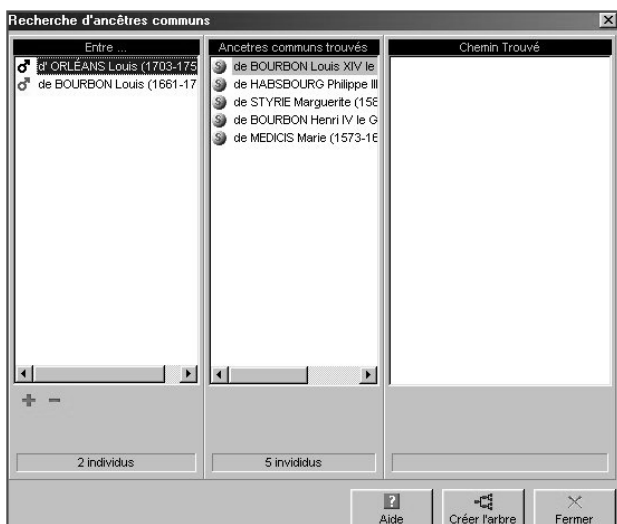 Recherche d'ancêtres communs
Entre ...
d' ORLÉANS Louis (1703-175
de BOURBON Louis (1661-17
2 individus
Ancetres communs trouvés
de BOURBON Louis XIV le
de HABSBOURG Philippe III
de STYRIE Marguerite (158
de BOURBON Henri IV le G
de MEDICIS Marie (1573-16
5 invididus
Chemin Trouvé
Aide
Créer l'arbre
Fermer